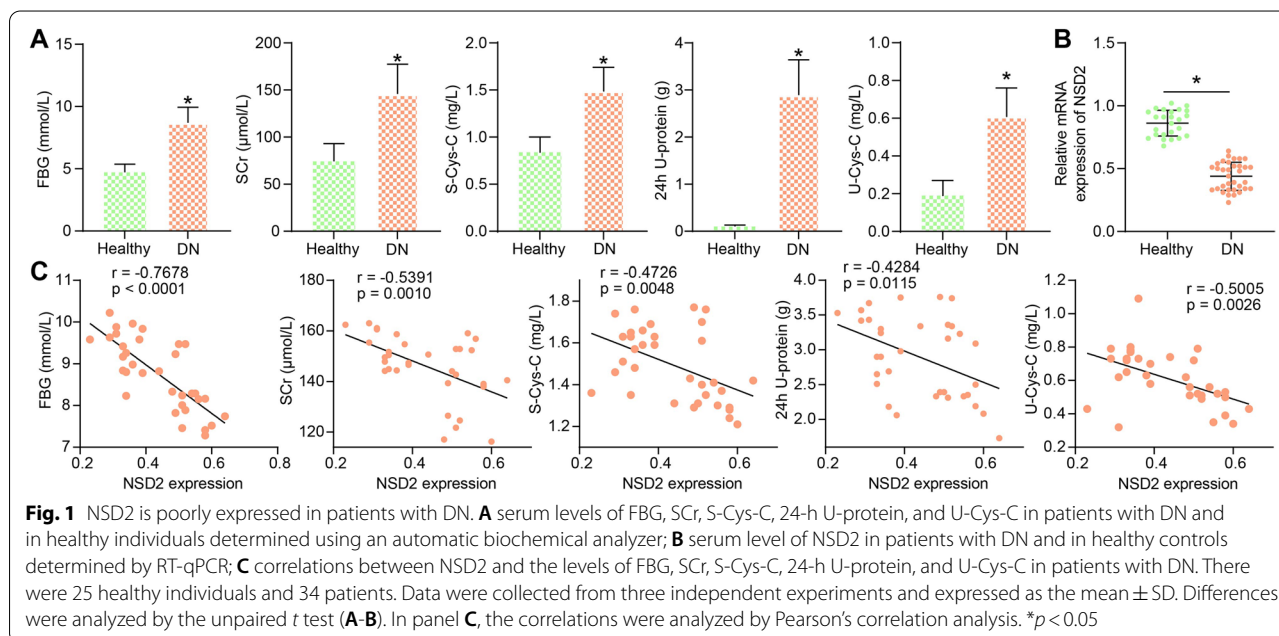 A
15
10
5
0
FBG (mmol/L)
Healthy DN
*
200
150
100
50
0
SCr (μmol/L)
Healthy DN
*
2.0
1.5
1.0
0.5
0.0
S-Cys-C (mg/L)
Healthy DN
*
4
3
2
1
0
24h U-protein (g)
Healthy DN
*
1.0
0.8
0.6
0.4
0.2
0.0
U-Cys-C (mg/L)
Healthy DN
*
B
1.5
1.0
0.5
0.0
Relative mRNA
expression of NSD2
Healthy DN
*
C
r = -0.7678
p < 0.0001
11
10
9
8
7
FBG (mmol/L)
0.2 0.4 0.6 0.8
NSD2 expression
r = -0.5391
p = 0.0010
180
160
140
120
SCr (μmol/L)
0.2 0.4 0.6
NSD2 expression
r = -0.4726
p = 0.0048
1.8
1.6
1.4
1.2
S-Cys-C (mg/L)
0.2 0.4 0.6
NSD2 expression
r = -0.4284
p = 0.0115
4.0
3.5
3.0
2.5
2.0
1.5
24h U-protein (g)
0.2 0.4 0.6
NSD2 expression
r = -0.5005
p = 0.0026
1.2
1.0
0.8
0.6
0.4
0.2
U-Cys-C (mg/L)
0.2 0.4 0.6
NSD2 expression
Fig. 1 NSD2 is poorly expressed in patients with DN. A serum levels of FBG, SCr, S-Cys-C, 24-h U-protein, and U-Cys-C in patients with DN and
in healthy individuals determined using an automatic biochemical analyzer; B serum level of NSD2 in patients with DN and in healthy controls
determined by RT-qPCR; C correlations between NSD2 and the levels of FBG, SCr, S-Cys-C, 24-h U-protein, and U-Cys-C in patients with DN. There
were 25 healthy individuals and 34 patients. Data were collected from three independent experiments and expressed as the mean ± SD. Differences
were analyzed by the unpaired t test (A-B). In panel C, the correlations were analyzed by Pearson's correlation analysis. *p < 0.05